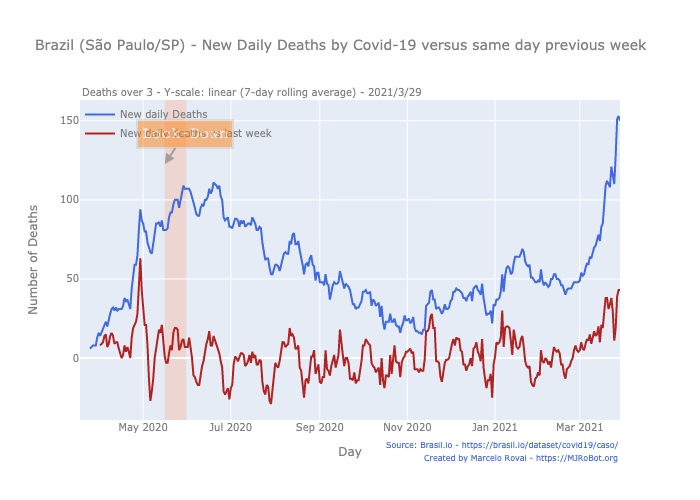 Brazil (São Paulo/SP) - New Daily Deaths by Covid-19 versus same day previous week
Deaths over 3 - Y-scale: linear (7-day rolling average) - 2021/3/29
New daily Deaths
last week
150
100
50
0
Number of Deaths
May 2020
Jul 2020
Sep 2020
Nov 2020
Jan 2021
Mar 2021
Day
Source: Brasil.io - https://brasil.io/dataset/covid19/caso/
Created by Marcelo Rovai - https://MJRoBot.org